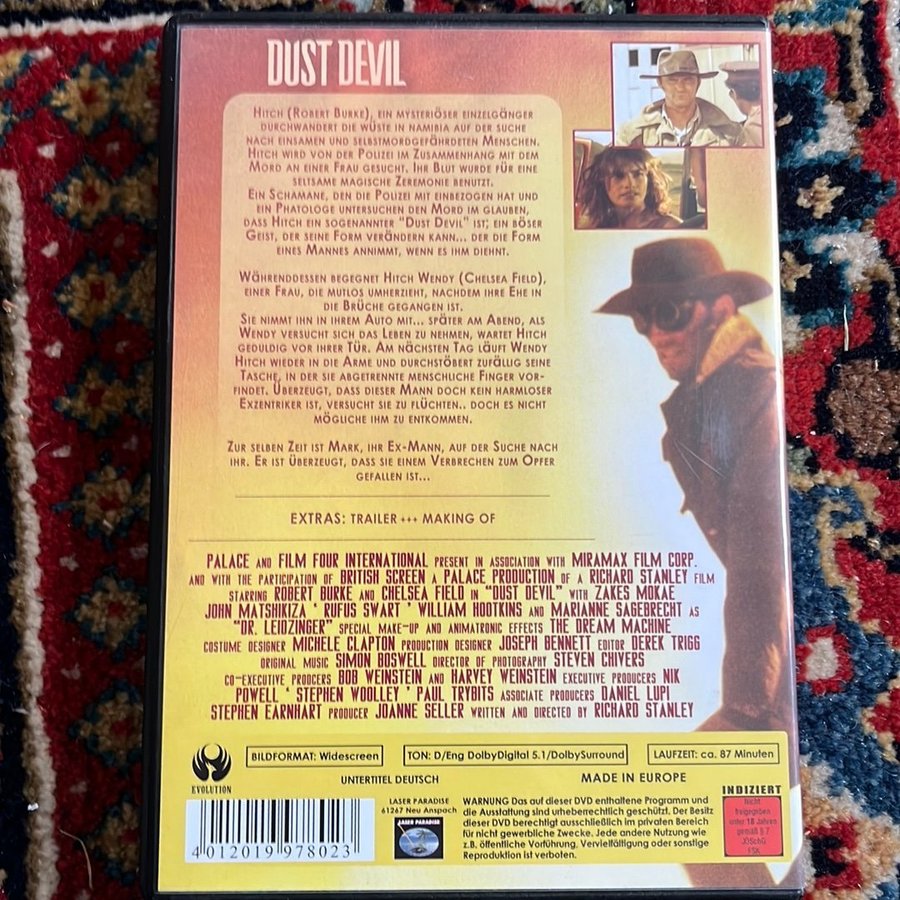 DUST DEVIL
Hitch (Robert Burke), ein mysteriöser einzelgänger
durchwandert die wüste in Namibia auf der suche
nach einsamen und selbstmordgefährdeten Menschen.
Hitch wird von der Polizei im Zusammenhang mit dem
Mord an einer Frau gesucht. Ihr Blut wurde für eine
seltsame magische Zeremonie benutzt.
Ein Schamane, den die Polizei mit einbezogen hat und
ein Phatologe untersuchen den Mord im glauben,
dass Hitch ein sogenannter "Dust Devil" ist; ein böser
Geist, der seine Form verändern kann... der die Form
eines Mannes annimmt, wenn es ihm diehnt.
Währenddessen begegnet Hitch Wendy (Chelsea Field),
einer Frau, die mutlos umherzieht, nachdem ihre Ehe in
die Brüche gegangen ist.
Sie nimmt ihn in ihrem Auto mit... später am Abend, als
Wendy versucht sich das Leben zu nehmen, wartet Hitch
geduldig vor ihrer Tür. Am nächsten Tag läuft Wendy
Hitch wieder in die Arme und durchstöbert zufällig seine
Tasche, in der sie abgetrennte menschliche Finger vor-
findet. Überzeugt, dass dieser Mann doch kein harmloser
Exzentriker ist, versucht sie zu flüchten.. doch es nicht
mögliche ihm zu entkommen.
Zur selben Zeit ist Mark, ihr Ex-Mann, auf der Suche nach
ihr. Er ist Überzeugt, dass sie einem Verbrechen zum Opfer
gefallen ist...
EXTRAS: TRAILER +++ MAKING OF
PALACE AND FILM FOUR INTERNATIONAL PRESENT IN ASSOCIATION WITH MIRAMAX FILM CORP.
AND WITH THE PARTICIPATION OF BRITISH SCREEN A PALACE PRODUCTION OF A RICHARD STANLEY FILM
STARRING ROBERT BURKE AND CHELSEA FIELD IN "DUST DEVIL" WITH ZAKES MOKAE
JOHN MATSHIKIZA ' RUFUS SWART ' WILLIAM HOOTKINS AND MARIANNE SAGEBRECHT AS
"DR. LEIDZINGER" SPECIAL MAKE-UP AND ANIMATRONIC EFFECTS THE DREAM MACHINE
COSTUME DESIGNER MICHELE CLAPTON PRODUCTION DESIGNER JOSEPH BENNETT EDITOR DEREK TRIGG
ORIGINAL MUSIC SIMON BOSWELL DIRECTOR OF PHOTOGRAPHY STEVEN CHIVERS
CO-EXECUTIVE PRODCERS BOB WEINSTEIN AND HARVEY WEINSTEIN EXECUTIVE PRODUCERS NIK
POWELL ' STEPHEN WOOLLEY ' PAUL TRYBITS ASSOCIATE PRODUCERS DANIEL LUPI
STEPHEN EARNHART PRODUCER JOANNE SELLER WRITTEN AND DIRECTED BY RICHARD STANLEY
EVOLUTION
BILDFORMAT: Widescreen
TON: D/Eng DolbyDigital 5.1/DolbySurround
LAUFZEIT: ca. 87 Minuten
UNTERTITEL DEUTSCH
MADE IN EUROPE
4 012019 978023
LASER PARADISE
61267 Neu Anspach
LASER PARADISE
WARNUNG Das auf dieser DVD enthaltene Programm und
die Ausstaltung sind urheberrechtlich geschützt. Der Besitz
dieser DVD berechtigt ausschließlich im privaten Bereich
für nicht gewerbliche Zwecke. Jede andere Nutzung wie
z.B. öffentliche Vorführung, Vervielfältigung oder sonstige
Reproduktion ist verboten.
INDIZIERT
Nicht
freigegeben
unter 18 Jahren
gemäß § 7
JÖSchG
FSK